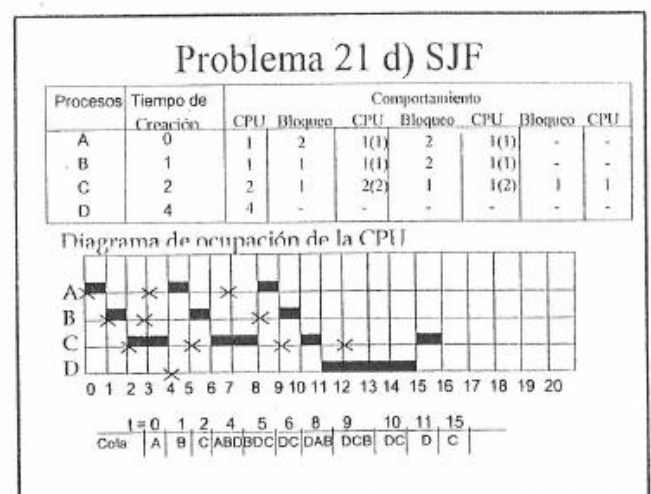 Problema 21 d) SJF
Procesos Tiempo de Comportamiento
Creación CPU Bloqueo CPU Bloqueo CPU Bloqueo CPU
A 0 1 2 1(1) 2 1(1) - -
B 1 1 1 1(1) 2 1(1) - -
C 2 2 1 2(2) 1 1(2) 1 1
D 4 4 - - - - - -
Diagrama de ocupación de la CPU
A
B
C
D
0 1 2 3 4 5 6 7 8 9 10 11 12 13 14 15 16 17 18 19 20
t = 0 1 2 4 5 6 8 9 10 11 15
Cola A B C ABD BDC DC DAB DCB DC D C